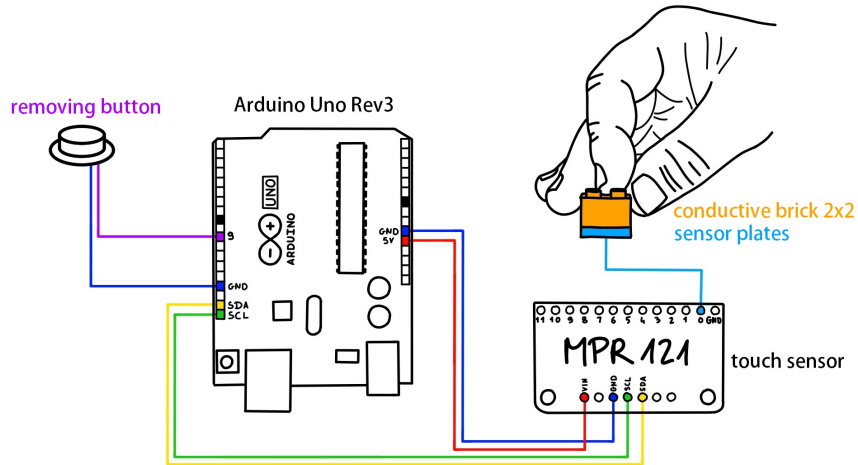 removing button
Arduino Uno Rev3
UNO
ARDUINO
9
GND
SDA
SCL
GND
5V
conductive brick 2x2
sensor plates
11 10 9 8 7 6 5 4 3 2 1 0 GND
MPR 121
touch sensor
VIN
GND
SCL
SDA